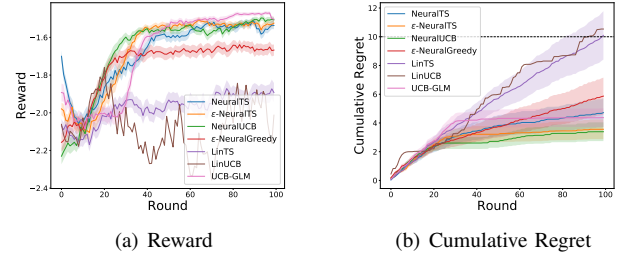 Reward
−1.6
−1.8
−2.0
−2.2
−2.4
0
20
40
60
80
100
Round
NeuralTS
ε-NeuralTS
NeuralUCB
ε-NeuralGreedy
LinTS
LinUCB
UCB-GLM
(a) Reward
Cumulative Regret
12
10
8
6
4
2
0
0
20
40
60
80
100
Round
NeuralTS
ε-NeuralTS
NeuralUCB
ε-NeuralGreedy
LinTS
LinUCB
UCB-GLM
(b) Cumulative Regret